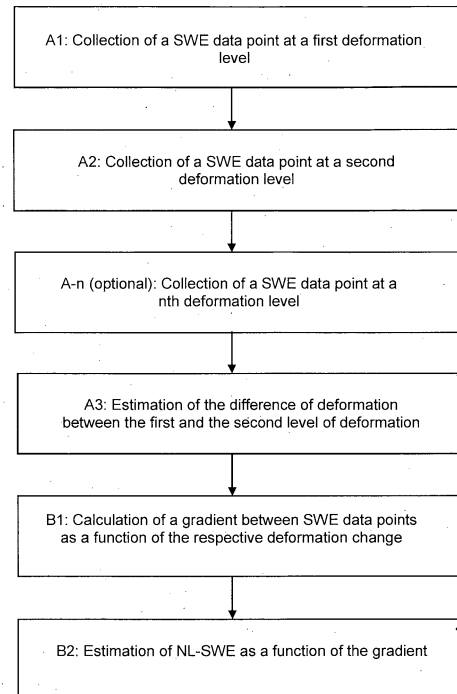 A1: Collection of a SWE data point at a first deformation
level
A2: Collection of a SWE data point at a second
deformation level
A-n (optional): Collection of a SWE data point at a
nth deformation level
A3: Estimation of the difference of deformation
between the first and the second level of deformation
B1: Calculation of a gradient between SWE data points
as a function of the respective deformation change
B2: Estimation of NL-SWE as a function of the gradient